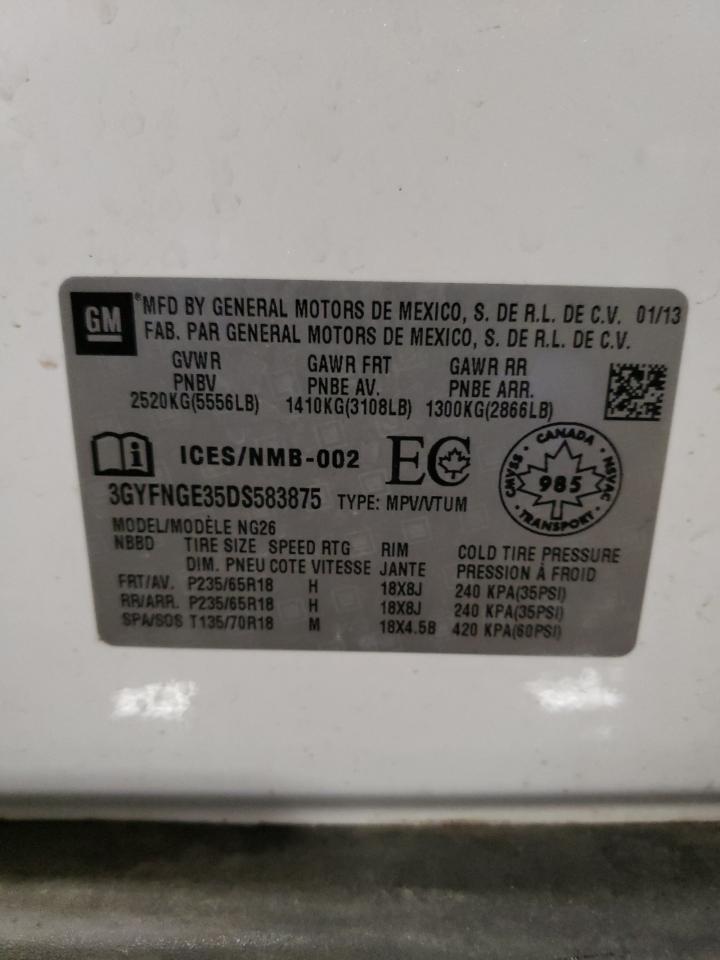 GM
®MFD BY GENERAL MOTORS DE MEXICO, S. DE R.L. DE C.V. 01/13
FAB. PAR GENERAL MOTORS DE MEXICO, S. DE R.L. DE C.V.
GVWR GAWR FRT GAWR RR
PNBV PNBE AV. PNBE ARR.
2520KG(5556LB) 1410KG(3108LB) 1300KG(2866LB)
i ICES/NMB-002 EC
CANADA
CMVSS 985 NSVAC
TRANSPORT
3GYFNGE35DS583875 TYPE: MPV/VTUM
MODEL/MODÈLE NG26
NBBD TIRE SIZE SPEED RTG RIM COLD TIRE PRESSURE
DIM. PNEU COTE VITESSE JANTE PRESSION À FROID
FRT/AV. P235/65R18 H 18X8J 240 KPA(35PSI)
RR/ARR. P235/65R18 H 18X8J 240 KPA(35PSI)
SPA/SOS T135/70R18 M 18X4.5B 420 KPA(60PSI)